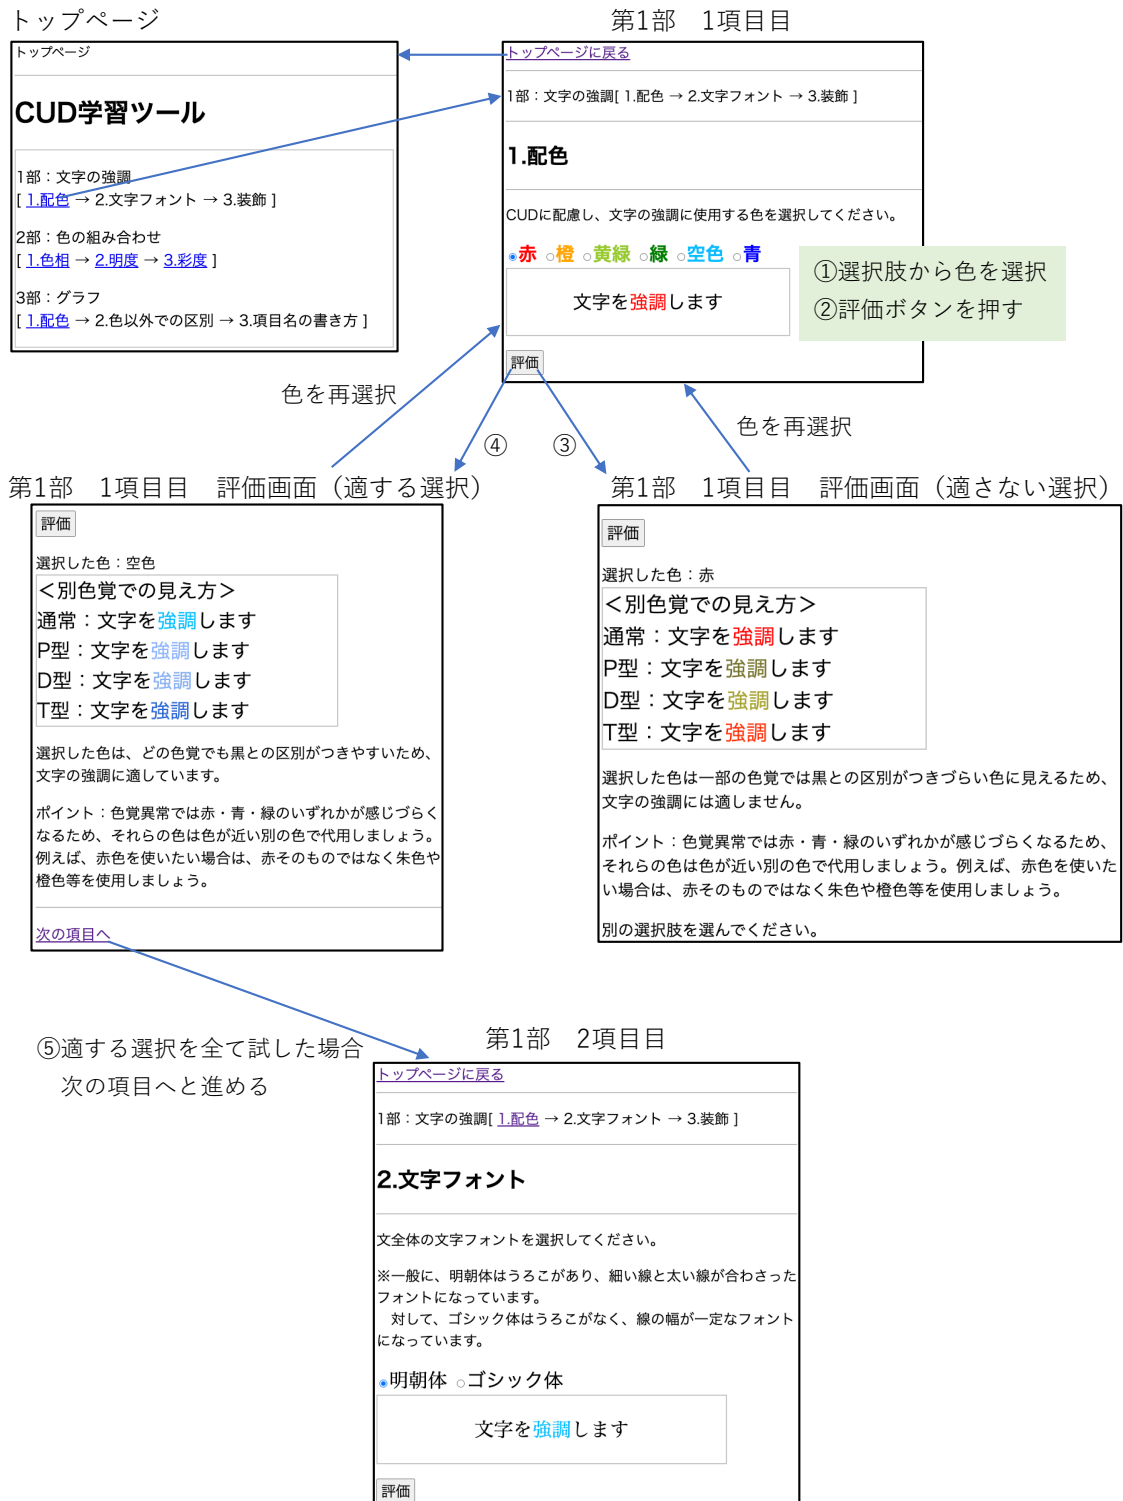 トップページ
トップページ
CUD学習ツール
1部：文字の強調
[ 1.配色 → 2.文字フォント → 3.装飾 ]
2部：色の組み合わせ
[ 1.色相 → 2.明度 → 3.彩度 ]
3部：グラフ
[ 1.配色 → 2.色以外での区別 → 3.項目名の書き方 ]
第1部　1項目目
トップページに戻る
1部：文字の強調[ 1.配色 → 2.文字フォント → 3.装飾 ]
1.配色
CUDに配慮し、文字の強調に使用する色を選択してください。
赤 橙 黄緑 緑 空色 青
文字を強調します
評価
①選択肢から色を選択
②評価ボタンを押す
色を再選択
④
③
色を再選択
第1部　1項目目　評価画面（適する選択）
評価
選択した色：空色
＜別色覚での見え方＞
通常：文字を強調します
P型：文字を強調します
D型：文字を強調します
T型：文字を強調します
選択した色は、どの色覚でも黒との区別がつきやすいため、
文字の強調に適しています。
ポイント：色覚異常では赤・青・緑のいずれかが感じづらく
なるため、それらの色は色が近い別の色で代用しましょう。
例えば、赤色を使いたい場合は、赤そのものではなく朱色や
橙色等を使用しましょう。
次の項目へ
第1部　1項目目　評価画面（適さない選択）
評価
選択した色：赤
＜別色覚での見え方＞
通常：文字を強調します
P型：文字を強調します
D型：文字を強調します
T型：文字を強調します
選択した色は一部の色覚では黒との区別がつきづらい色に見えるため、
文字の強調には適しません。
ポイント：色覚異常では赤・青・緑のいずれかが感じづらくなるため、
それらの色は色が近い別の色で代用しましょう。例えば、赤色を使いた
い場合は、赤そのものではなく朱色や橙色等を使用しましょう。
別の選択肢を選んでください。
⑤適する選択を全て試した場合
次の項目へと進める
第1部　2項目目
トップページに戻る
1部：文字の強調[ 1.配色 → 2.文字フォント → 3.装飾 ]
2.文字フォント
文全体の文字フォントを選択してください。
※一般に、明朝体はうろこがあり、細い線と太い線が合わさった
フォントになっています。
対して、ゴシック体はうろこがなく、線の幅が一定なフォント
になっています。
明朝体 ゴシック体
文字を強調します
評価